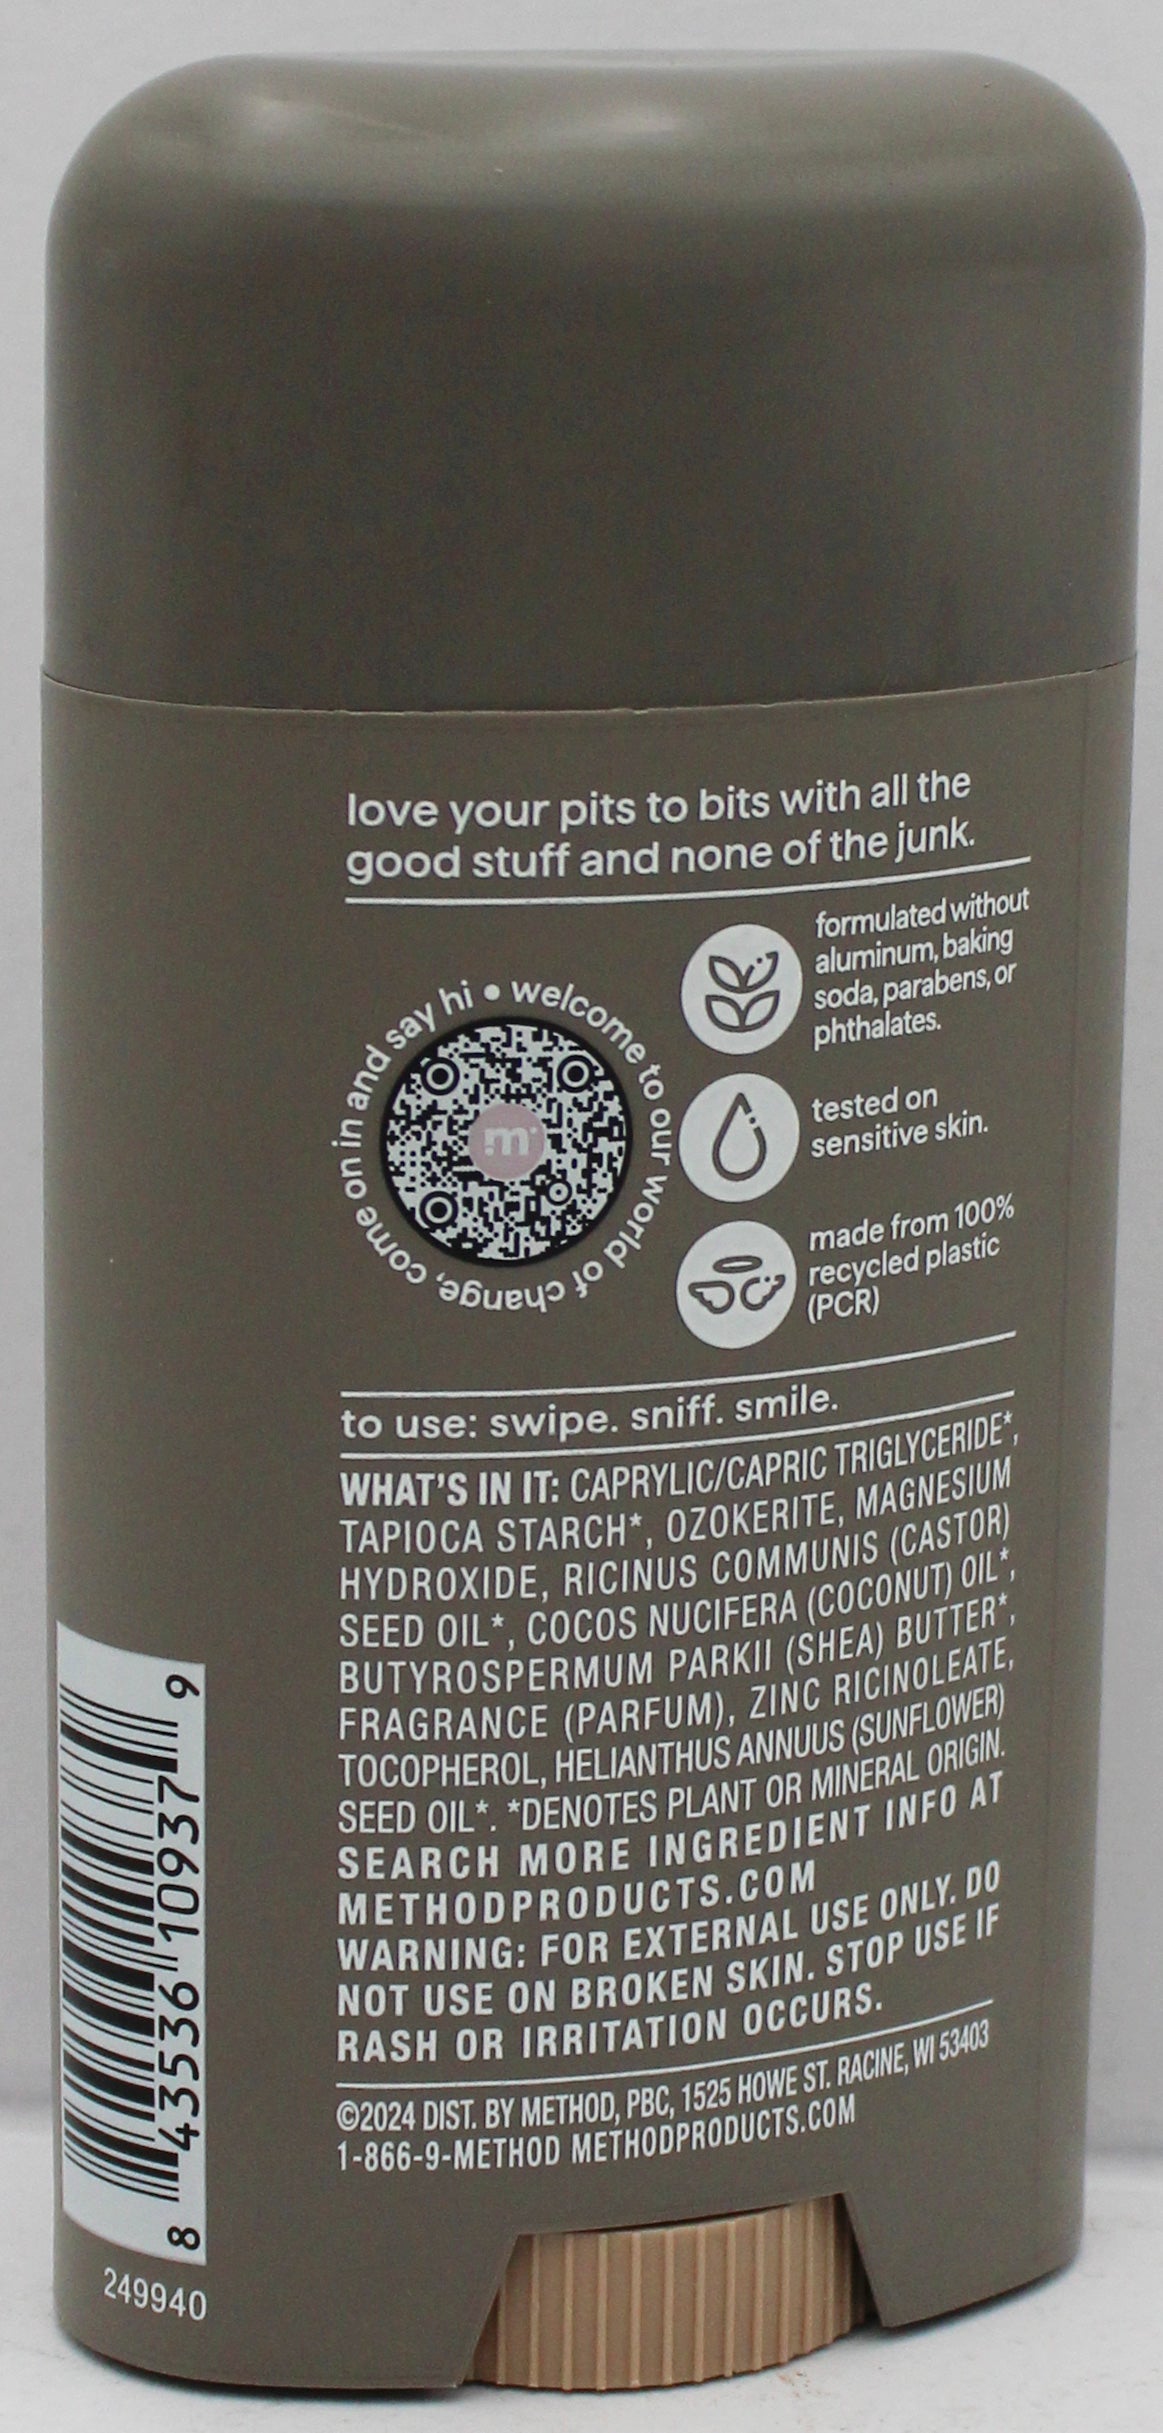 love your pits to bits with all the
good stuff and none of the junk.
formulated without
aluminum, baking
soda, parabens, or
phthalates.
welcome to our world of change, come on in and say hi •
m.
tested on
sensitive skin.
made from 100%
recycled plastic
(PCR)
to use: swipe. sniff. smile.
WHAT'S IN IT: CAPRYLIC/CAPRIC TRIGLYCERIDE*,
TAPIOCA STARCH*, OZOKERITE, MAGNESIUM
HYDROXIDE, RICINUS COMMUNIS (CASTOR)
SEED OIL*, COCOS NUCIFERA (COCONUT) OIL*,
BUTYROSPERMUM PARKII (SHEA) BUTTER*,
FRAGRANCE (PARFUM), ZINC RICINOLEATE,
TOCOPHEROL, HELIANTHUS ANNUUS (SUNFLOWER)
SEED OIL*. *DENOTES PLANT OR MINERAL ORIGIN.
SEARCH MORE INGREDIENT INFO AT
METHODPRODUCTS.COM
WARNING: FOR EXTERNAL USE ONLY. DO
NOT USE ON BROKEN SKIN. STOP USE IF
RASH OR IRRITATION OCCURS.
©2024 DIST. BY METHOD, PBC, 1525 HOWE ST. RACINE, WI 53403
1-866-9-METHOD METHODPRODUCTS.COM
8 43536 10937 9
249940